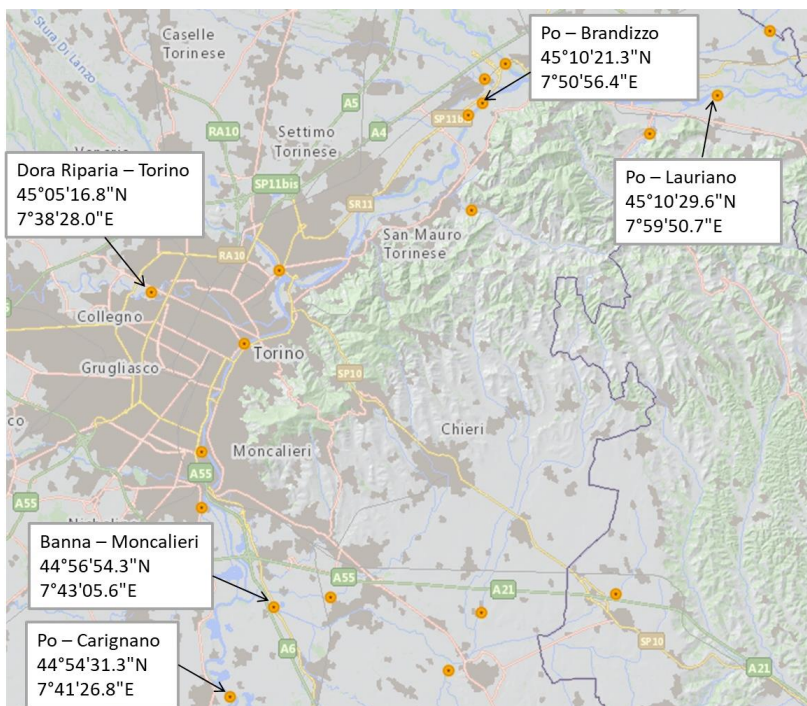 Po – Brandizzo
45°10'21.3"N
7°50'56.4"E
Caselle
Torinese
Stura Di Lanzo
A5
RA10
A4
Settimo
Torinese
SP11b
SP11bis
Dora Riparia – Torino
45°05'16.8"N
7°38'28.0"E
Po – Lauriano
45°10'29.6"N
7°59'50.7"E
SR11
San Mauro
Torinese
RA10
Collegno
Torino
Grugliasco
SP10
Chieri
Moncalieri
A55
A55
Banna – Moncalieri
44°56'54.3"N
7°43'05.6"E
A55
A21
Po – Carignano
44°54'31.3"N
7°41'26.8"E
A6
SP10
A21